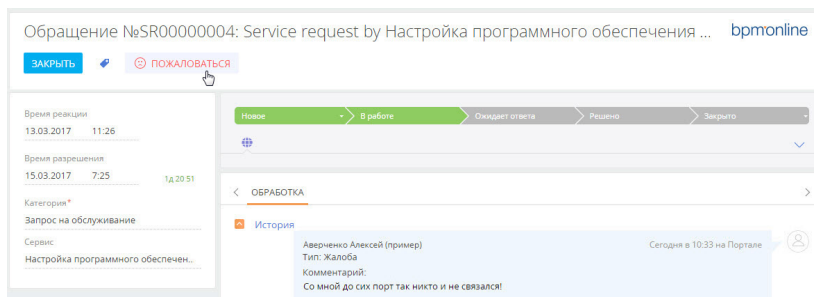 Обращение №SR00000004: Service request by Настройка программного обеспечения ...
bpm'online
ЗАКРЫТЬ
ПОЖАЛОВАТЬСЯ
Время реакции
13.03.2017 11:26
Время разрешения
15.03.2017 7:25 1д 20 51
Категория*
Запрос на обслуживание
Сервис
Настройка программного обеспечен...
Новое
В работе
Ожидает ответа
Решено
Закрыто
ОБРАБОТКА
История
Аверченко Алексей (пример) Сегодня в 10:33 на Портале
Тип: Жалоба
Комментарий:
Со мной до сих порт так никто и не связался!